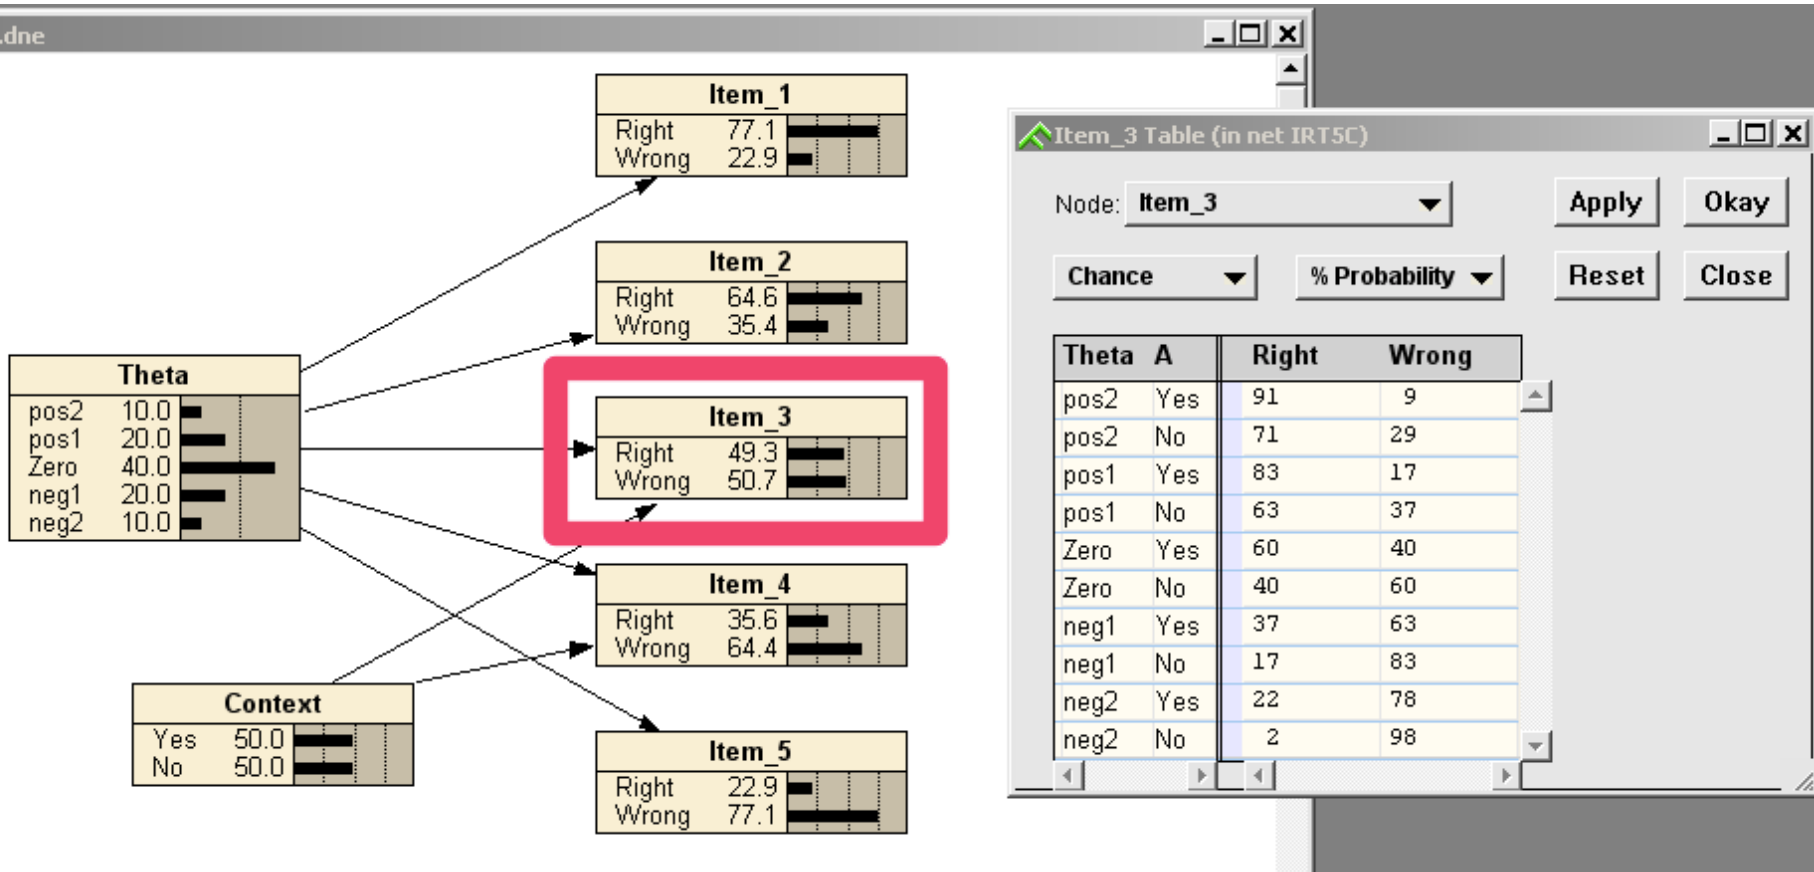 .dne
Item_1
Right 77.1
Wrong 22.9
Item_2
Right 64.6
Wrong 35.4
Theta
pos2 10.0
pos1 20.0
Zero 40.0
neg1 20.0
neg2 10.0
Item_3
Right 49.3
Wrong 50.7
Item_4
Right 35.6
Wrong 64.4
Context
Yes 50.0
No 50.0
Item_5
Right 22.9
Wrong 77.1
Item_3 Table (in net IRT5C)
Node: Item_3
Apply Okay
Chance % Probability
Reset Close
Theta A Right Wrong
pos2 Yes 91 9
pos2 No 71 29
pos1 Yes 83 17
pos1 No 63 37
Zero Yes 60 40
Zero No 40 60
neg1 Yes 37 63
neg1 No 17 83
neg2 Yes 22 78
neg2 No 2 98